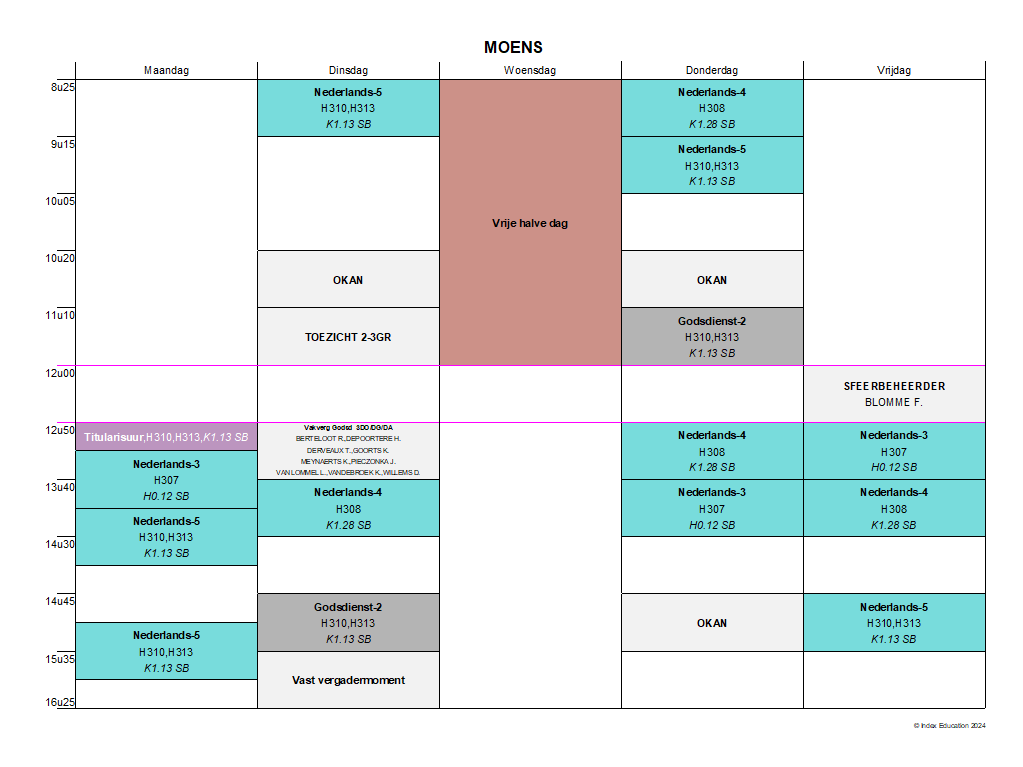 MOENS
Maandag Dinsdag Woensdag Donderdag Vrijdag
8u25
9u15
10u05
10u20
11u10
12u00
12u50
13u40
14u30
14u45
15u35
16u25
Titularisuur,H310,H313,K1.13 SB
Nederlands-3
H307
H0.12 SB
Nederlands-5
H310,H313
K1.13 SB
Nederlands-5
H310,H313
K1.13 SB
Nederlands-5
H310,H313
K1.13 SB
OKAN
TOEZICHT 2-3GR
Vakverg Godsd 3DO/DG/DA
BERTELOOT R.,DEPOORTERE H.
DERVEAUX T.,GOORTS K.
MEYNAERTS K.,PIECZONKA J.
VAN LOMMEL L.,VANDEBROEK K.,WILLEMS D.
Nederlands-4
H308
K1.28 SB
Godsdienst-2
H310,H313
K1.13 SB
Vast vergadermoment
Vrije halve dag
Nederlands-4
H308
K1.28 SB
Nederlands-5
H310,H313
K1.13 SB
OKAN
Godsdienst-2
H310,H313
K1.13 SB
Nederlands-4
H308
K1.28 SB
Nederlands-3
H307
H0.12 SB
OKAN
SFEERBEHEERDER
BLOMME F.
Nederlands-3
H307
H0.12 SB
Nederlands-4
H308
K1.28 SB
Nederlands-5
H310,H313
K1.13 SB
© Index Education 2024